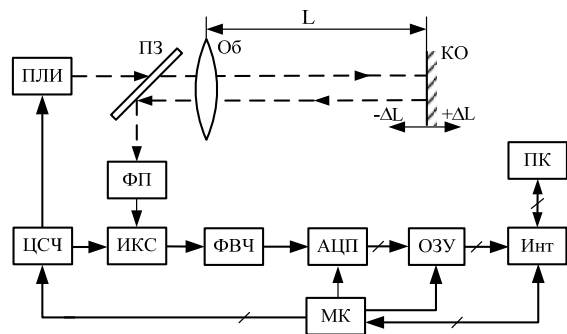 L
ПЗ
Об
КО
ПЛИ
-ΔL
+ΔL
ФП
ПК
ЦСЧ
ИКС
ФВЧ
АЦП
ОЗУ
Инт
МК